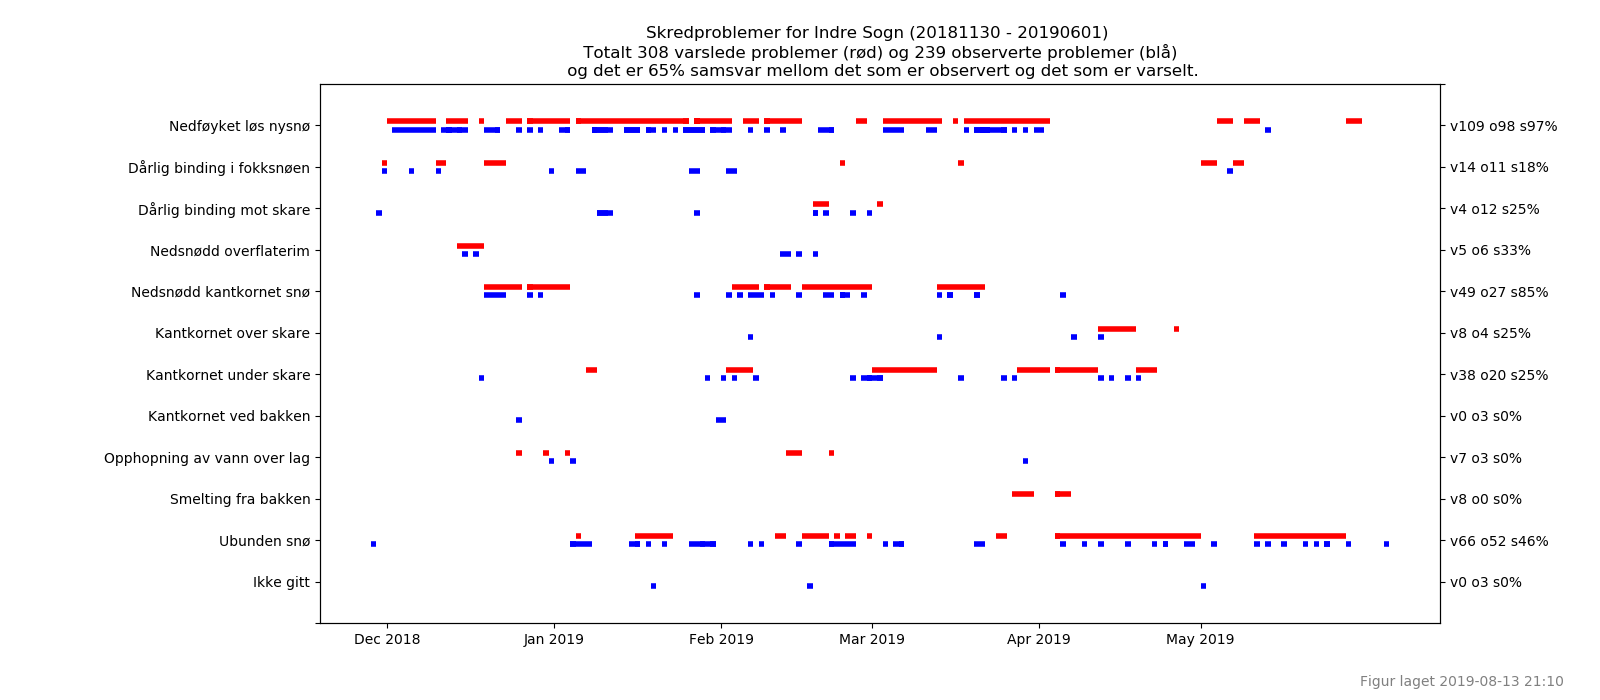 Skredproblemer for Indre Sogn (20181130 - 20190601)
Totalt 308 varslede problemer (rød) og 239 observerte problemer (blå)
og det er 65% samsvar mellom det som er observert og det som er varselt.
Nedføyket løs nysnø
v109 o98 s97%
Dårlig binding i fokksnøen
v14 o11 s18%
Dårlig binding mot skare
v4 o12 s25%
Nedsnødd overflaterim
v5 o6 s33%
Nedsnødd kantkornet snø
v49 o27 s85%
Kantkornet over skare
v8 o4 s25%
Kantkornet under skare
v38 o20 s25%
Kantkornet ved bakken
v0 o3 s0%
Opphopning av vann over lag
v7 o3 s0%
Smelting fra bakken
v8 o0 s0%
Ubunden snø
v66 o52 s46%
Ikke gitt
v0 o3 s0%
Dec 2018
Jan 2019
Feb 2019
Mar 2019
Apr 2019
May 2019
Figur laget 2019-08-13 21:10